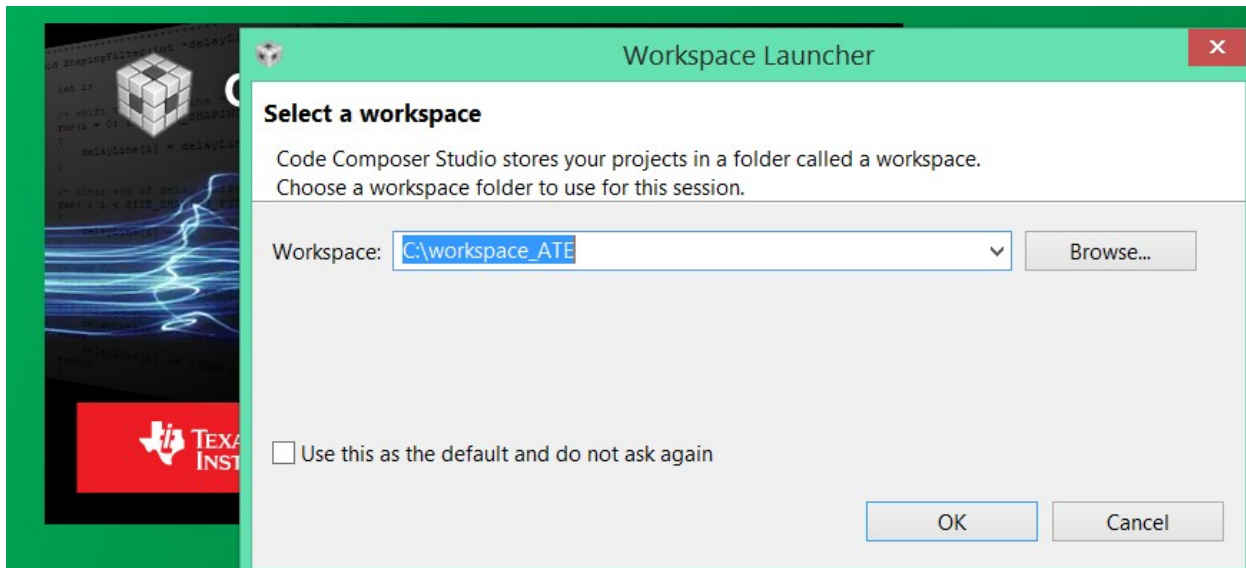 Workspace Launcher
Select a workspace
Code Composer Studio stores your projects in a folder called a workspace.
Choose a workspace folder to use for this session.
Workspace: C:\workspace_ATE Browse...
Use this as the default and do not ask again
OK Cancel